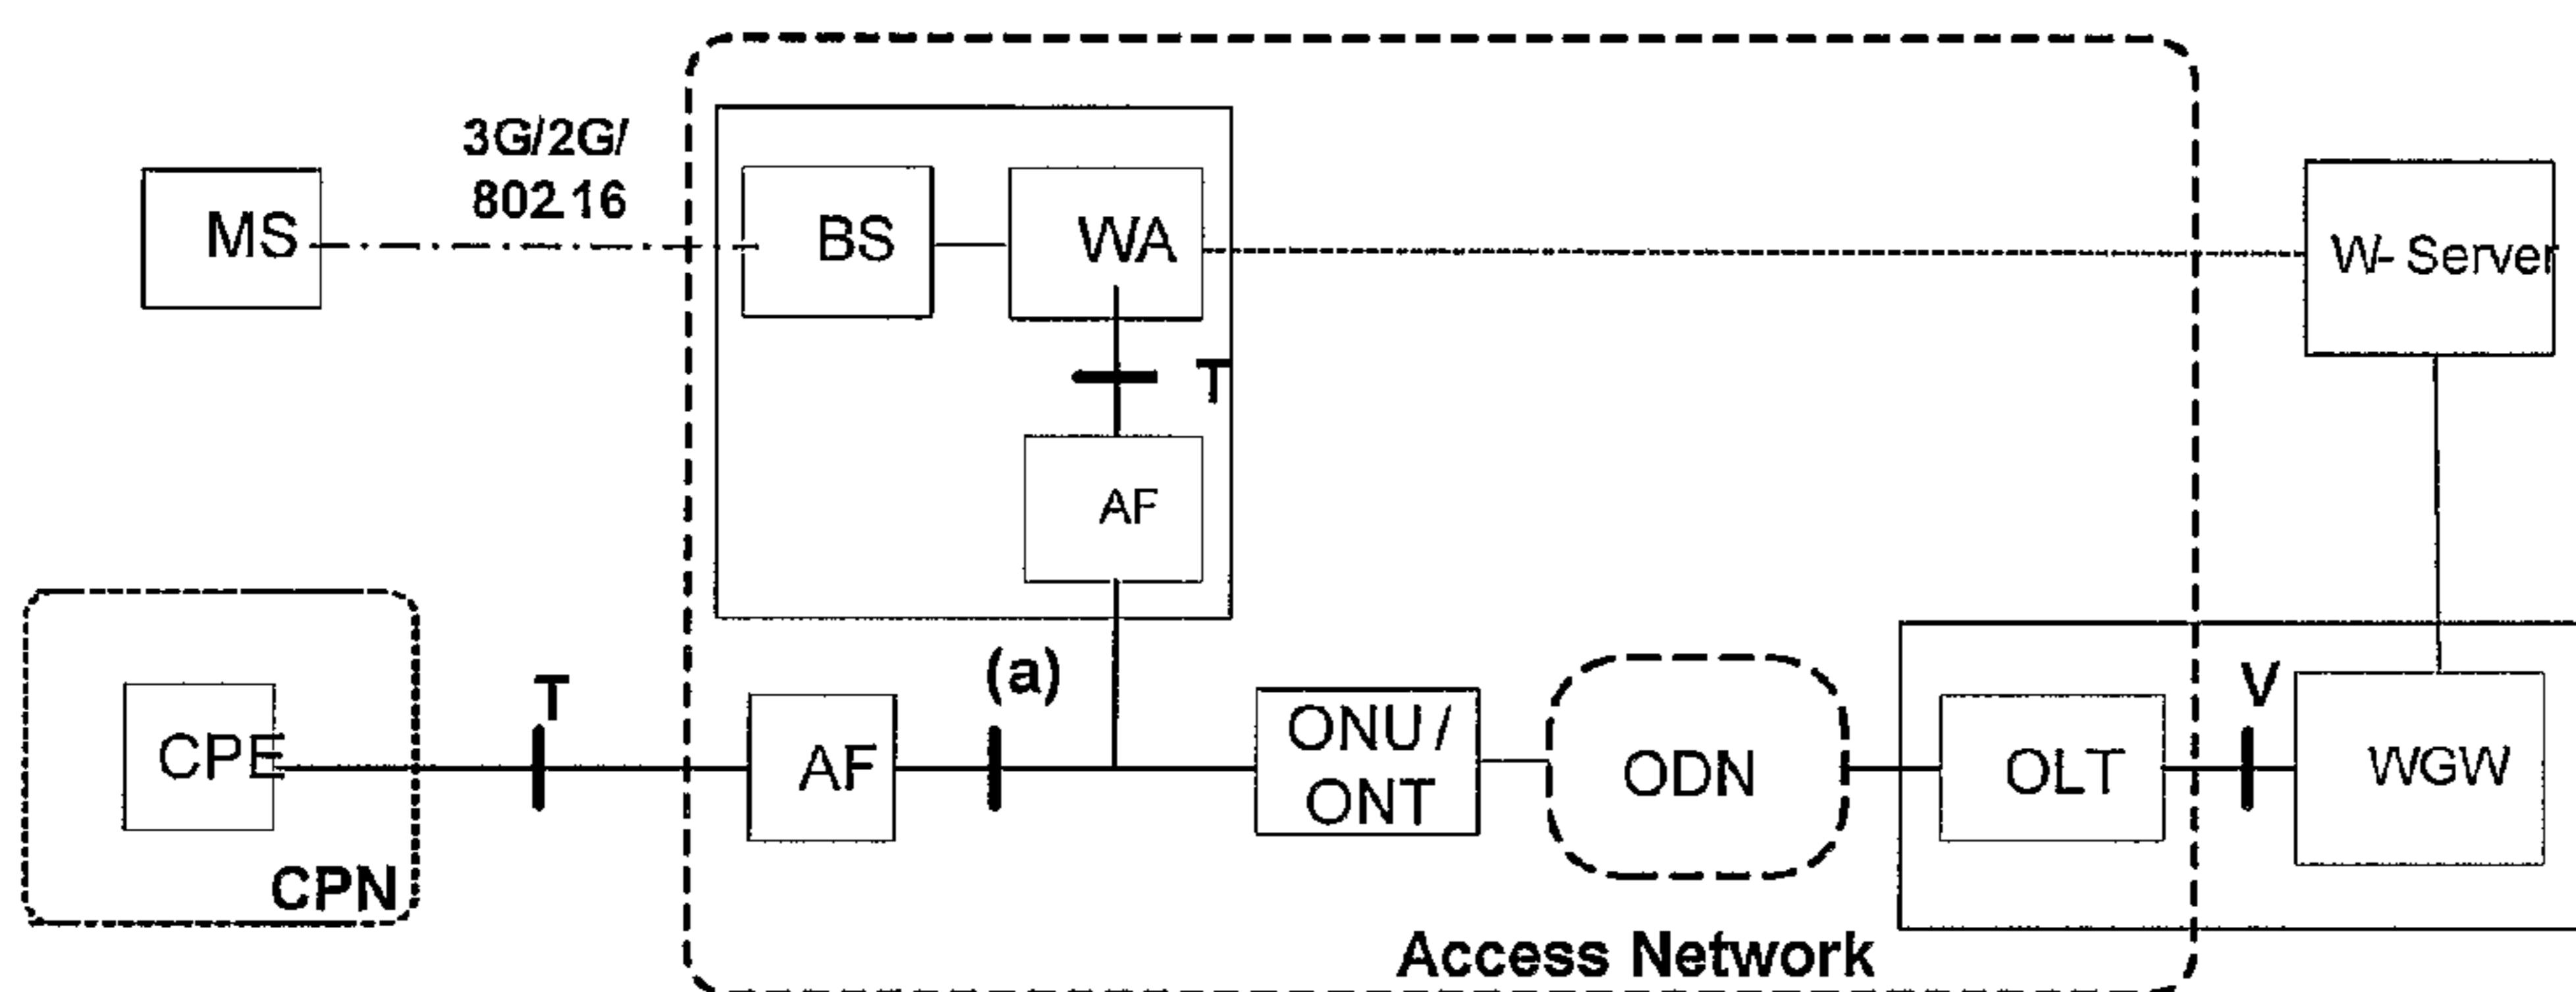 3G/2G/
802.16
MS
BS
WA
W-Server
T
AF
(a)
T
V
CPE
AF
ONU/
ONT
ODN
OLT
WGW
CPN
Access Network